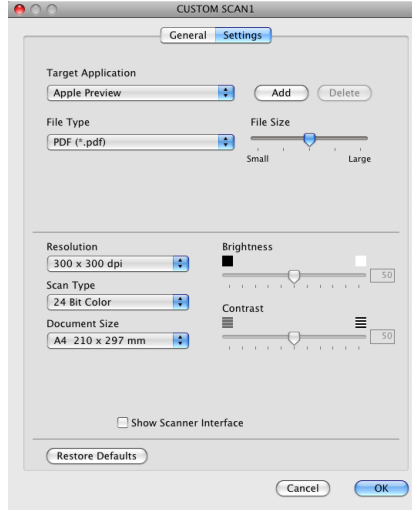 CUSTOM SCAN1
General Settings
Target Application
Apple Preview
Add Delete
File Type
File Size
PDF (*.pdf)
Small Large
Resolution
Brightness
300 x 300 dpi
50
Scan Type
24 Bit Color
Contrast
Document Size
A4 210 x 297 mm
50
Show Scanner Interface
Restore Defaults
Cancel OK